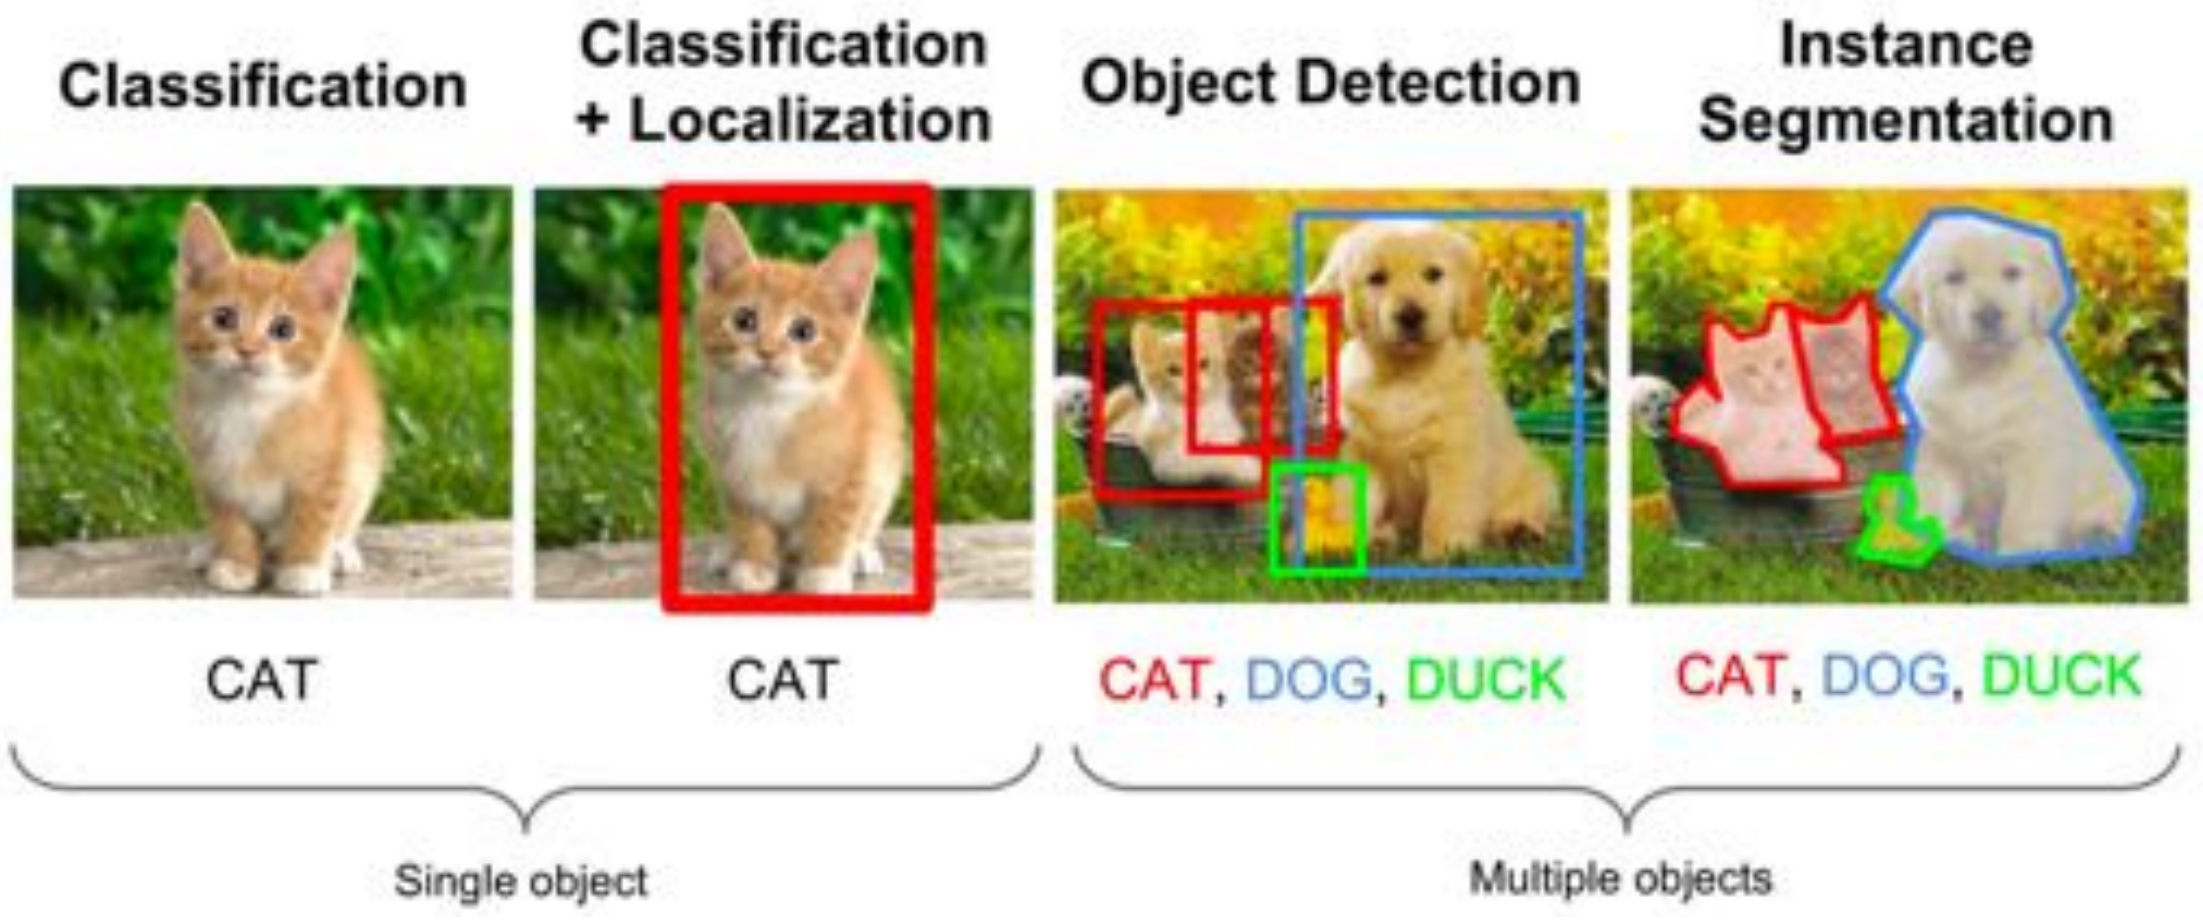 Classification
Classification
+ Localization
Object Detection
Instance
Segmentation
CAT
CAT
CAT, DOG, DUCK
CAT, DOG, DUCK
Single object
Multiple objects